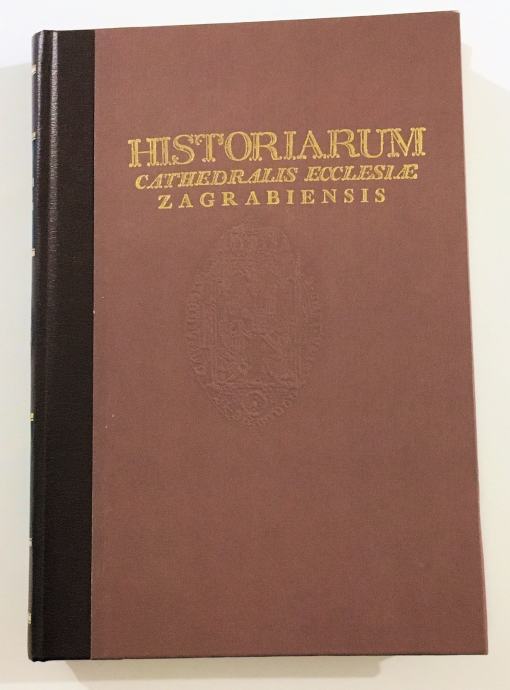 HISTORIARUM
CATHEDRALIS ECCLESIÆ
ZAGRABIENSIS